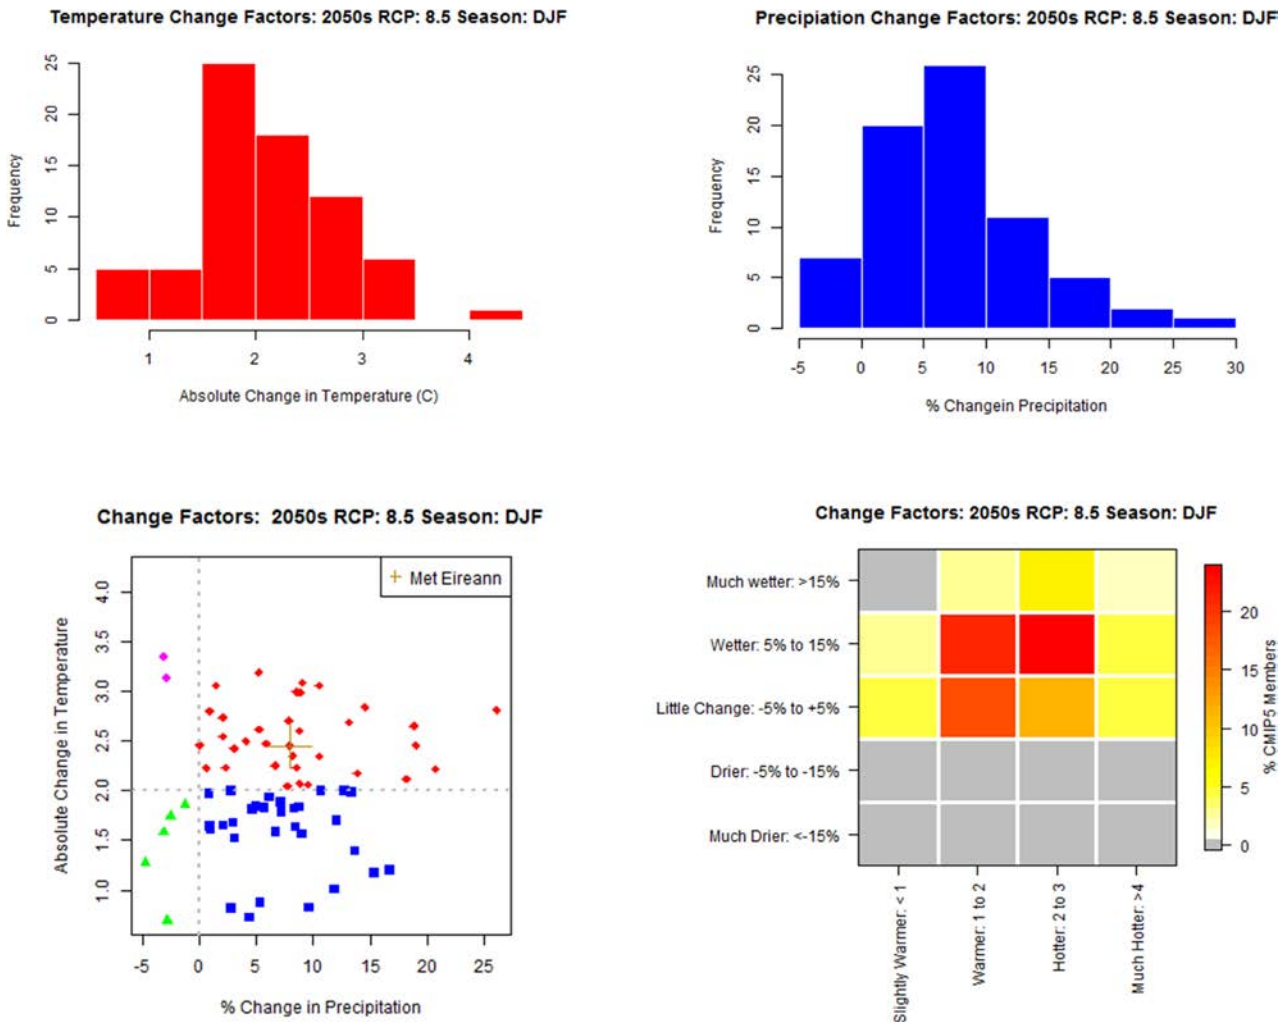 Temperature Change Factors: 2050s RCP: 8.5 Season: DJF
Frequency
0 5 10 15 20 25
1 2 3 4
Absolute Change in Temperature (C)
Precipiation Change Factors: 2050s RCP: 8.5 Season: DJF
Frequency
0 5 10 15 20 25
-5 0 5 10 15 20 25 30
% Changein Precipitation
Change Factors: 2050s RCP: 8.5 Season: DJF
Met Eireann
Absolute Change in Temperature
1.0 1.5 2.0 2.5 3.0 3.5 4.0
-5 0 5 10 15 20 25
% Change in Precipitation
Change Factors: 2050s RCP: 8.5 Season: DJF
Much wetter: >15%
Wetter: 5% to 15%
Little Change: -5% to +5%
Drier: -5% to -15%
Much Drier: <-15%
Slightly Warmer: < 1
Warmer: 1 to 2
Hotter: 2 to 3
Much Hotter: >4
20
15
10
5
0
% CMIP5 Members